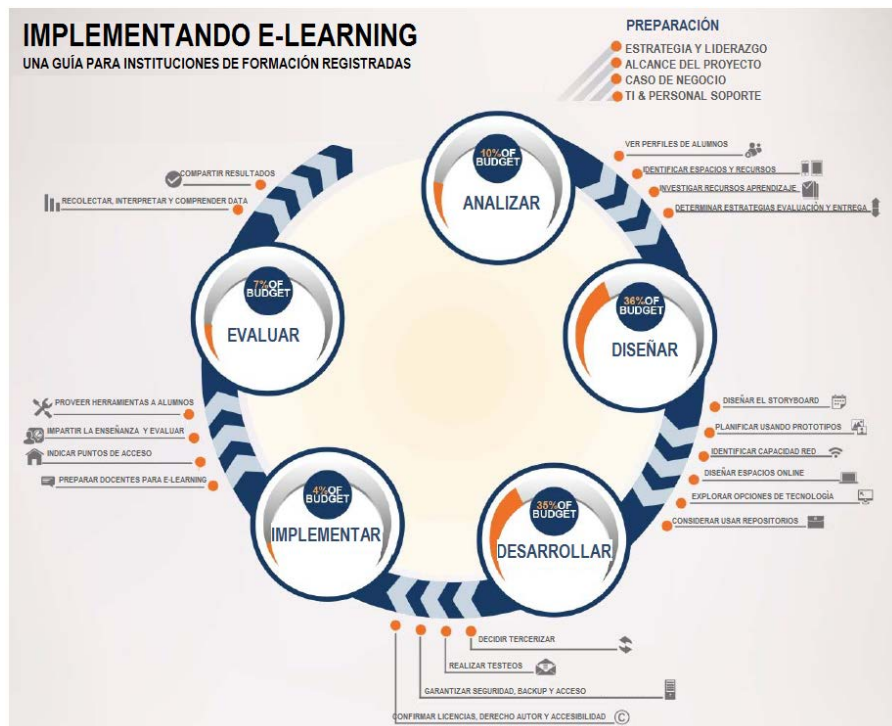 IMPLEMENTANDO E-LEARNING
UNA GUÍA PARA INSTITUCIONES DE FORMACIÓN REGISTRADAS
PREPARACIÓN
ESTRATEGIA Y LIDERAZGO
ALCANCE DEL PROYECTO
CASO DE NEGOCIO
TI & PERSONAL SOPORTE
10% OF
BUDGET
ANALIZAR
VER PERFILES DE ALUMNOS
IDENTIFICAR ESPACIOS Y RECURSOS
INVESTIGAR RECURSOS APRENDIZAJE
DETERMINAR ESTRATEGIAS EVALUACIÓN Y ENTREGA
36% OF
BUDGET
DISEÑAR
DISEÑAR EL STORYBOARD
PLANIFICAR USANDO PROTOTIPOS
IDENTIFICAR CAPACIDAD RED
DISEÑAR ESPACIOS ONLINE
EXPLORAR OPCIONES DE TECNOLOGÍA
CONSIDERAR USAR REPOSITORIOS
35% OF
BUDGET
DESARROLLAR
DECIDIR TERCERIZAR
REALIZAR TESTEOS
GARANTIZAR SEGURIDAD, BACKUP Y ACCESO
CONFIRMAR LICENCIAS, DERECHO AUTOR Y ACCESIBILIDAD
4% OF
BUDGET
IMPLEMENTAR
PROVEER HERRAMIENTAS A ALUMNOS
IMPARTIR LA ENSEÑANZA Y EVALUAR
INDICAR PUNTOS DE ACCESO
PREPARAR DOCENTES PARA E-LEARNING
7% OF
BUDGET
EVALUAR
COMPARTIR RESULTADOS
RECOLECTAR, INTERPRETAR Y COMPRENDER DATA